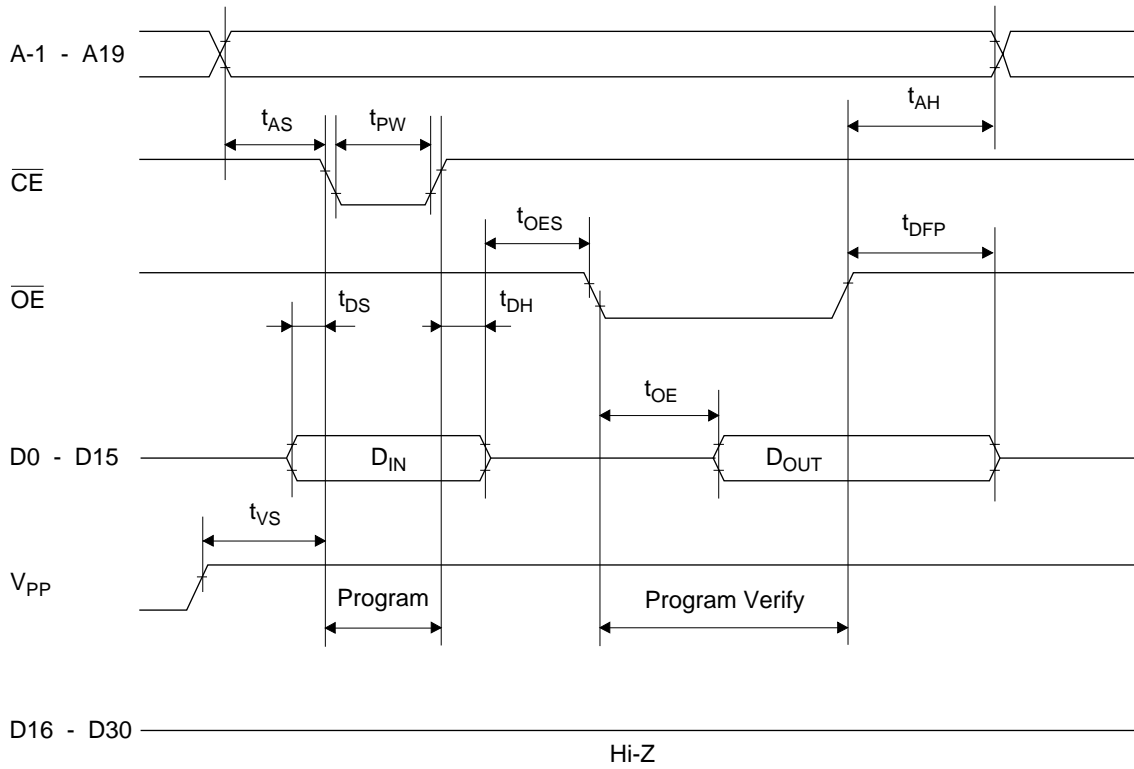 A-1 - A19
tAH
tAS
tPW
CE
tOES
tDFP
OE
tDS
tDH
tOE
D0 - D15
DIN
DOUT
tVS
VPP
Program
Program Verify
D16 - D30
Hi-Z